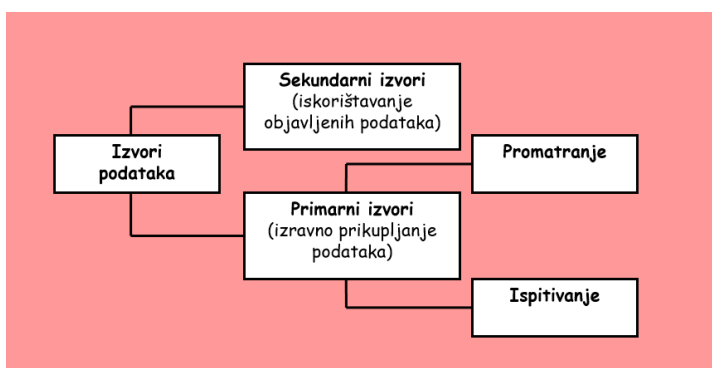 Sekundarni izvori
(iskorištavanje
objavljenih podataka)
Izvori
podataka
Promatranje
Primarni izvori
(izravno prikupljanje
podataka)
Ispitivanje